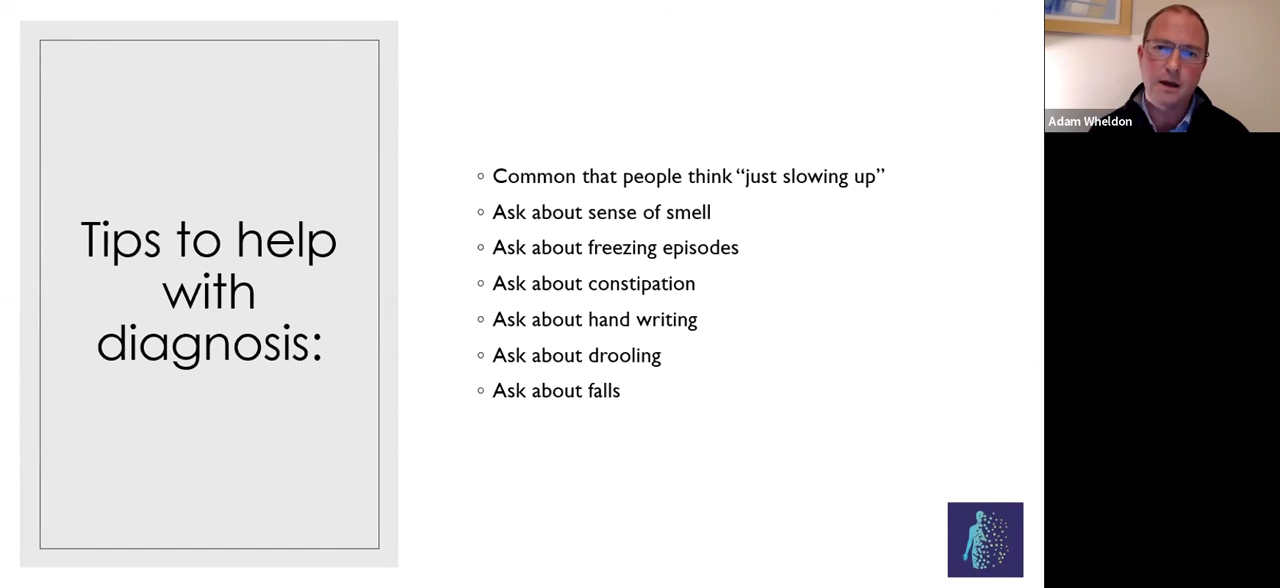 Tips to help
with
diagnosis:
Common that people think “just slowing up”
Ask about sense of smell
Ask about freezing episodes
Ask about constipation
Ask about hand writing
Ask about drooling
Ask about falls
Adam Wheldon